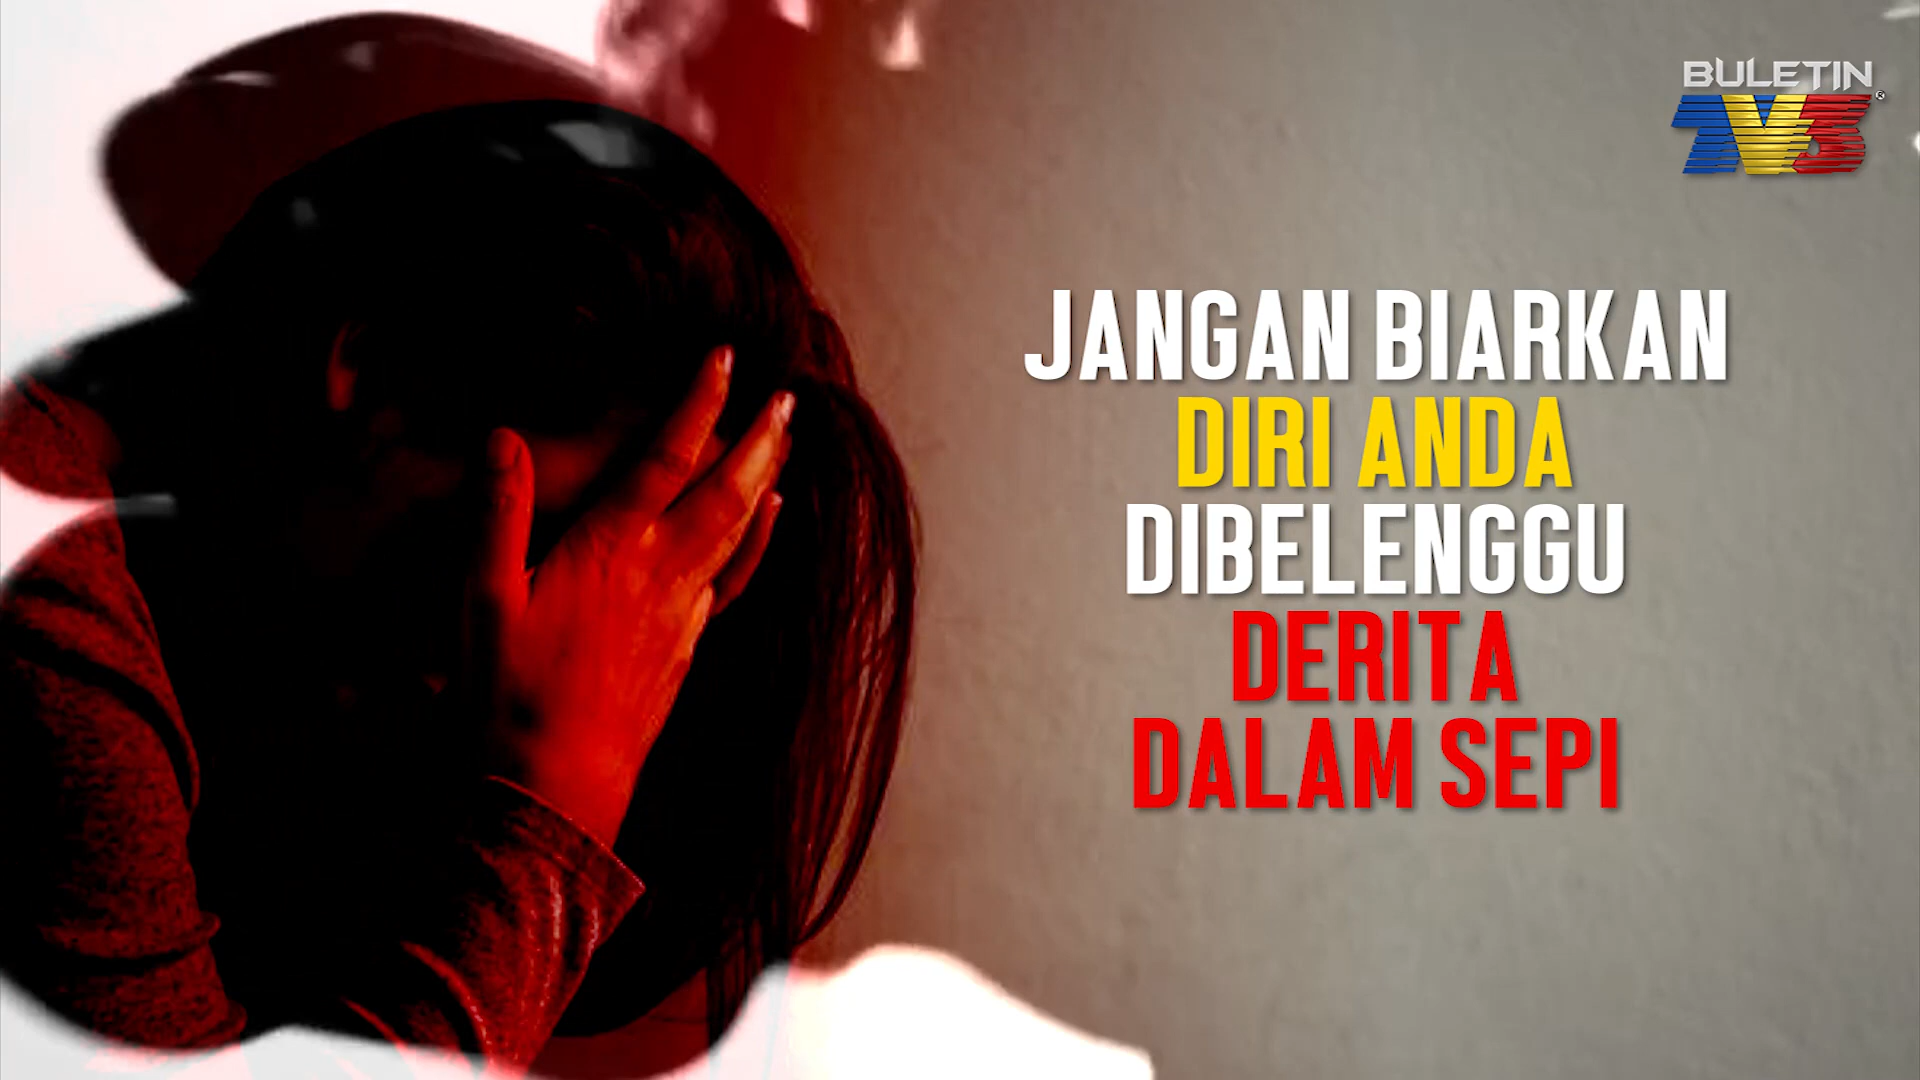 BULETIN
TV3
JANGAN BIARKAN
DIRI ANDA
DIBELENGGU
DERITA
DALAM SEPI